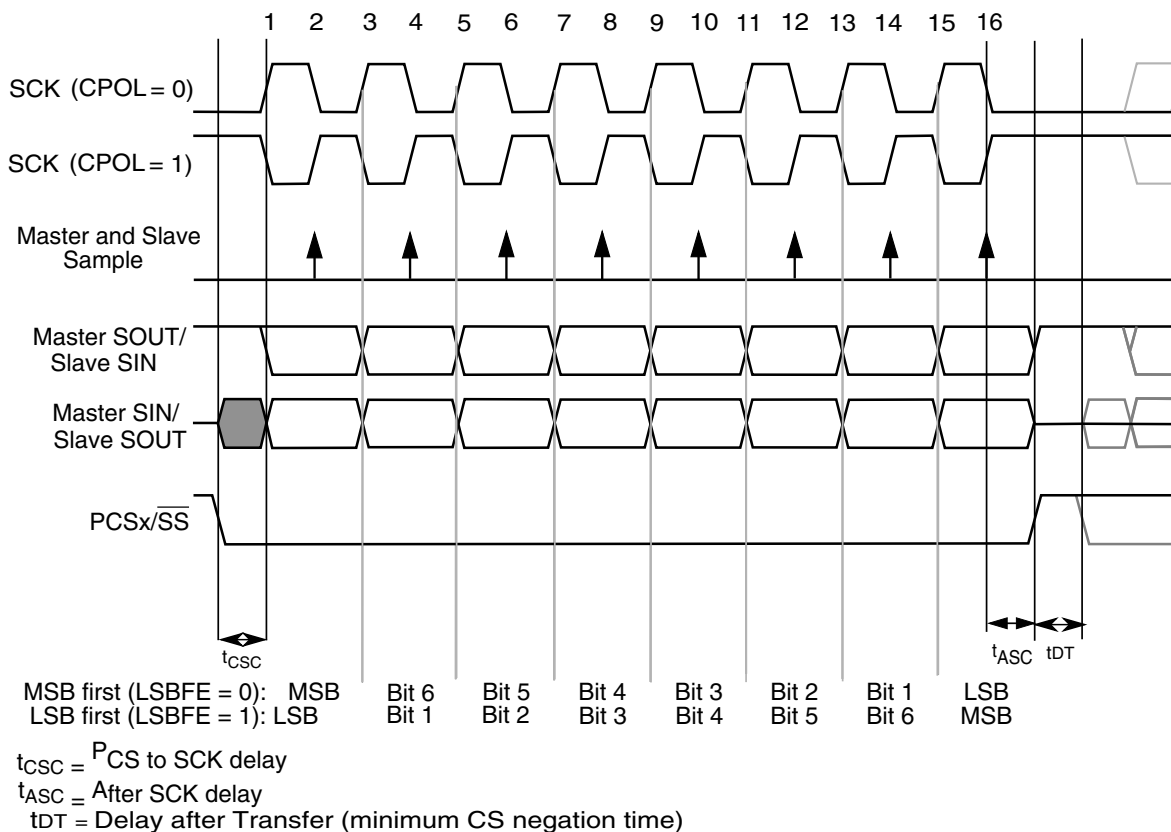 1 2 3 4 5 6 7 8 9 10 11 12 13 14 15 16
SCK (CPOL = 0)
SCK (CPOL = 1)
Master and Slave
Sample
Master SOUT/
Slave SIN
Master SIN/
Slave SOUT
PCSx/SS
tCSC tASC tDT
MSB first (LSBFE = 0): MSB Bit 6 Bit 5 Bit 4 Bit 3 Bit 2 Bit 1 LSB
LSB first (LSBFE = 1): LSB Bit 1 Bit 2 Bit 3 Bit 4 Bit 5 Bit 6 MSB
tCSC = PCS to SCK delay
tASC = After SCK delay
tDT = Delay after Transfer (minimum CS negation time)